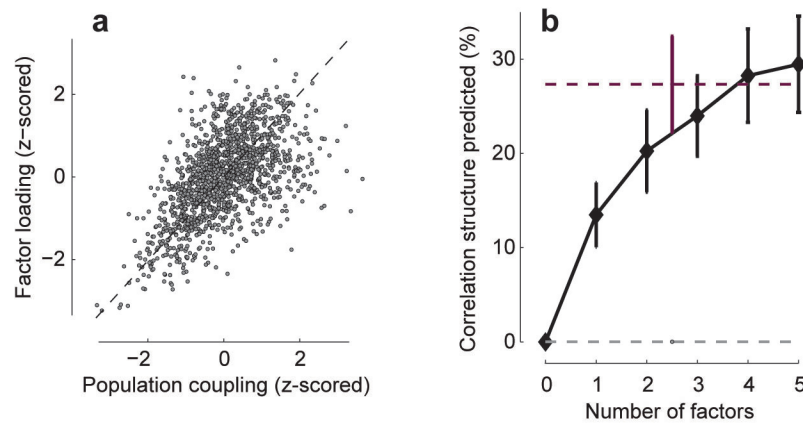 a
Factor loading (z-scored)
2
0
−2
−2
0
2
Population coupling (z-scored)
b
Correlation structure predicted (%)
30
20
10
0
0
1
2
3
4
5
Number of factors